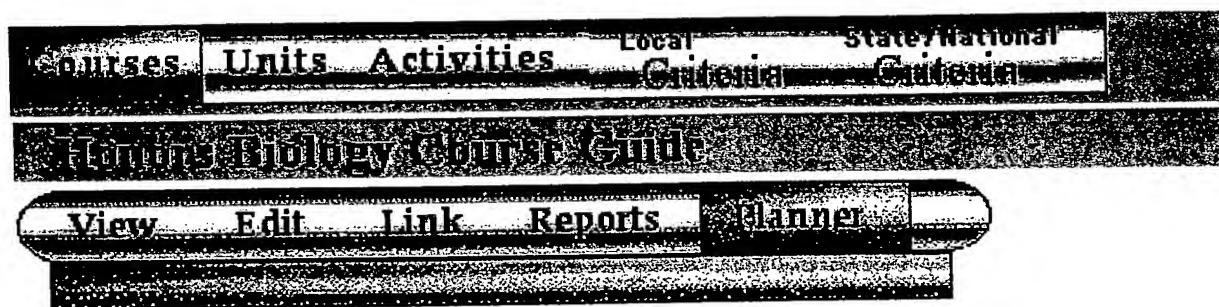 Courses Units Activities Local Criteria State/National Criteria
Honors Biology Course Guide
View Edit Link Reports Planner